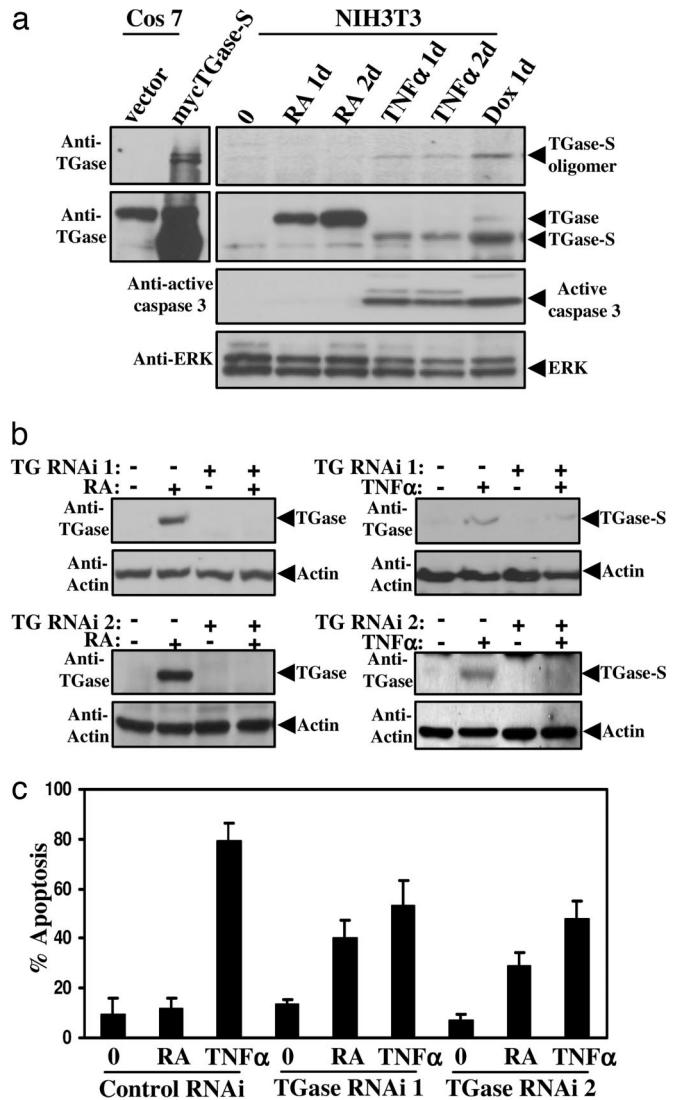 a
Cos 7
NIH3T3
vector
mycTGase-S
0
RA 1d
RA 2d
TNFα 1d
TNFα 2d
Dox 1d
Anti-
TGase
TGase-S
oligomer
Anti-
TGase
TGase
TGase-S
Anti-active
caspase 3
Active
caspase 3
Anti-ERK
ERK
b
TG RNAi 1: - - + +
RA: - + - +
Anti-
TGase
TGase
Anti-
Actin
Actin
TG RNAi 1: - - + +
TNFα: - + - +
Anti-
TGase
TGase-S
Anti-
Actin
Actin
TG RNAi 2: - - + +
RA: - + - +
Anti-
TGase
TGase
Anti-
Actin
Actin
TG RNAi 2: - - + +
TNFα: - + - +
Anti-
TGase
TGase-S
Anti-
Actin
Actin
c
% Apoptosis
100
80
60
40
20
0
0 RA TNFα 0 RA TNFα 0 RA TNFα
Control RNAi TGase RNAi 1 TGase RNAi 2